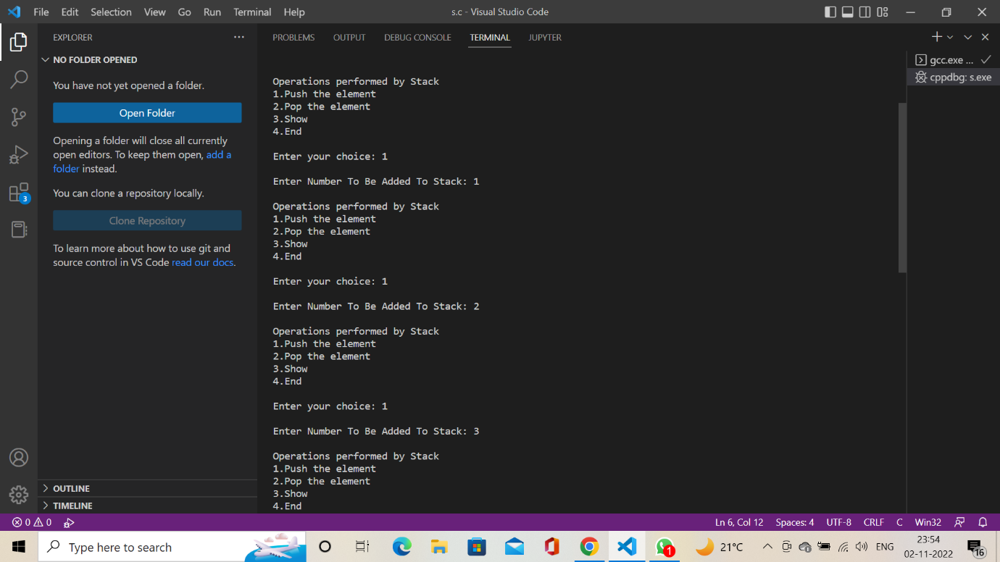 File Edit Selection View Go Run Terminal Help
s.c - Visual Studio Code
EXPLORER
NO FOLDER OPENED
You have not yet opened a folder.
Open Folder
Opening a folder will close all currently
open editors. To keep them open, add a
folder instead.
You can clone a repository locally.
Clone Repository
To learn more about how to use git and
source control in VS Code read our docs.
OUTLINE
TIMELINE
3
PROBLEMS OUTPUT DEBUG CONSOLE TERMINAL JUPYTER
Operations performed by Stack
1.Push the element
2.Pop the element
3.Show
4.End
Enter your choice: 1
Enter Number To Be Added To Stack: 1
Operations performed by Stack
1.Push the element
2.Pop the element
3.Show
4.End
Enter your choice: 1
Enter Number To Be Added To Stack: 2
Operations performed by Stack
1.Push the element
2.Pop the element
3.Show
4.End
Enter your choice: 1
Enter Number To Be Added To Stack: 3
Operations performed by Stack
1.Push the element
2.Pop the element
3.Show
4.End
gcc.exe ...
cppdbg: s.exe
0 0
Ln 6, Col 12 Spaces: 4 UTF-8 CRLF C Win32
Type here to search
1
21°C
ENG
23:54
02-11-2022
16